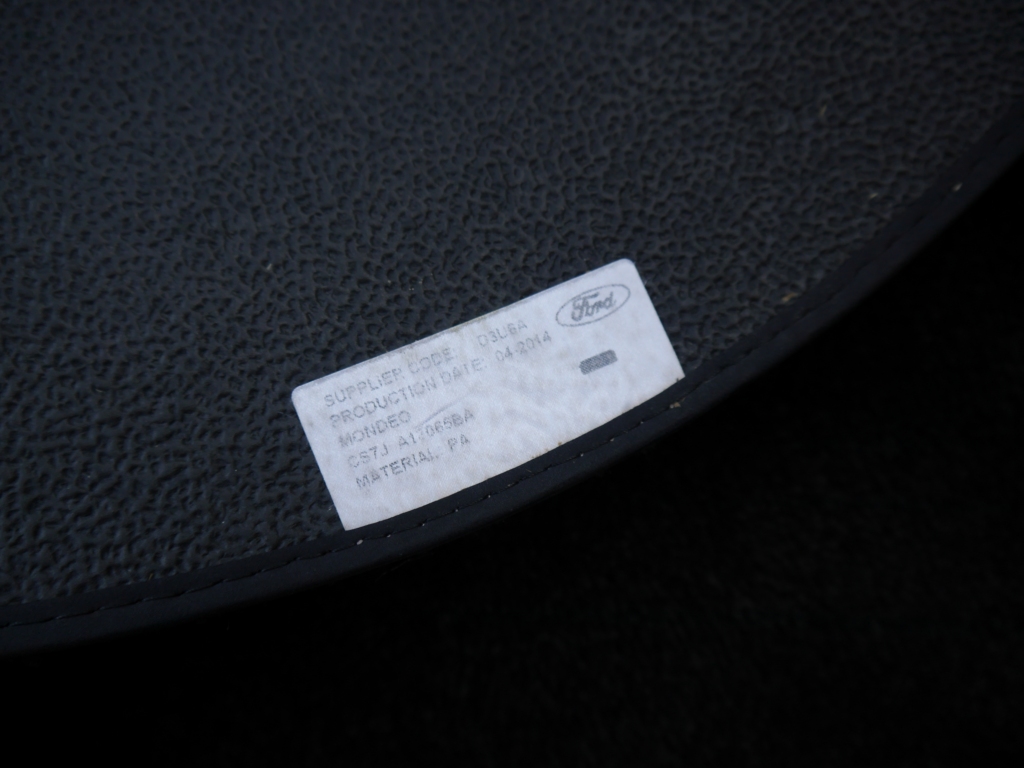 Ford
SUPPLIER CODE: D3U6A
PRODUCTION DATE: 04-2014
MONDEO
MATERIAL: PA